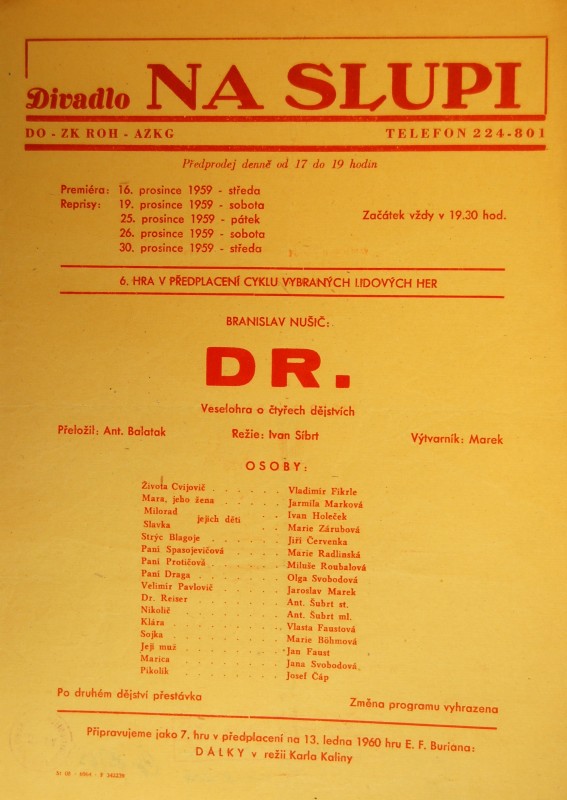 Divadlo NA SLUPI
DO - ZK ROH - AZKG TELEFON 224-801
Předprodej denně od 17 do 19 hodin
Premiéra: 16. prosince 1959 - středa
Reprisy: 19. prosince 1959 - sobota
25. prosince 1959 - pátek
26. prosince 1959 - sobota
30. prosince 1959 - středa
Začátek vždy v 19.30 hod.
6. HRA V PŘEDPLACENÍ CYKLU VYBRANÝCH LIDOVÝCH HER
BRANISLAV NUŠIČ:
DR.
Veselohra o čtyřech dějstvích
Přeložil: Ant. Balatak Režie: Ivan Síbrt Výtvarník: Marek
OSOBY:
Života Cvijovič . . . . . . Vladimír Fikrle
Mara, jeho žena . . . . . Jarmila Marková
Milorad jejich děti . . Ivan Holeček
Slavka . . Marie Zárubová
Strýc Blagoje . . . . . . Jiří Červenka
Paní Spasojevičová . . . . Marie Radlinská
Paní Protičová . . . . . Miluše Roubalová
Paní Draga . . . . . . Olga Svobodová
Velimír Pavlovič . . . . . Jaroslav Marek
Dr. Reiser . . . . . . . Ant. Šubrt st.
Nikolič . . . . . . . . Ant. Šubrt ml.
Klára . . . . . . . . Vlasta Faustová
Sojka . . . . . . . . Marie Böhmová
Její muž . . . . . . . Jan Faust
Marica . . . . . . . . Jana Svobodová
Pikolík . . . . . . . . Josef Čáp
Po druhém dějství přestávka Změna programu vyhrazena
Připravujeme jako 7. hru v předplacení na 13. ledna 1960 hru E. F. Buriana:
DALKY v režii Karla Kaliny